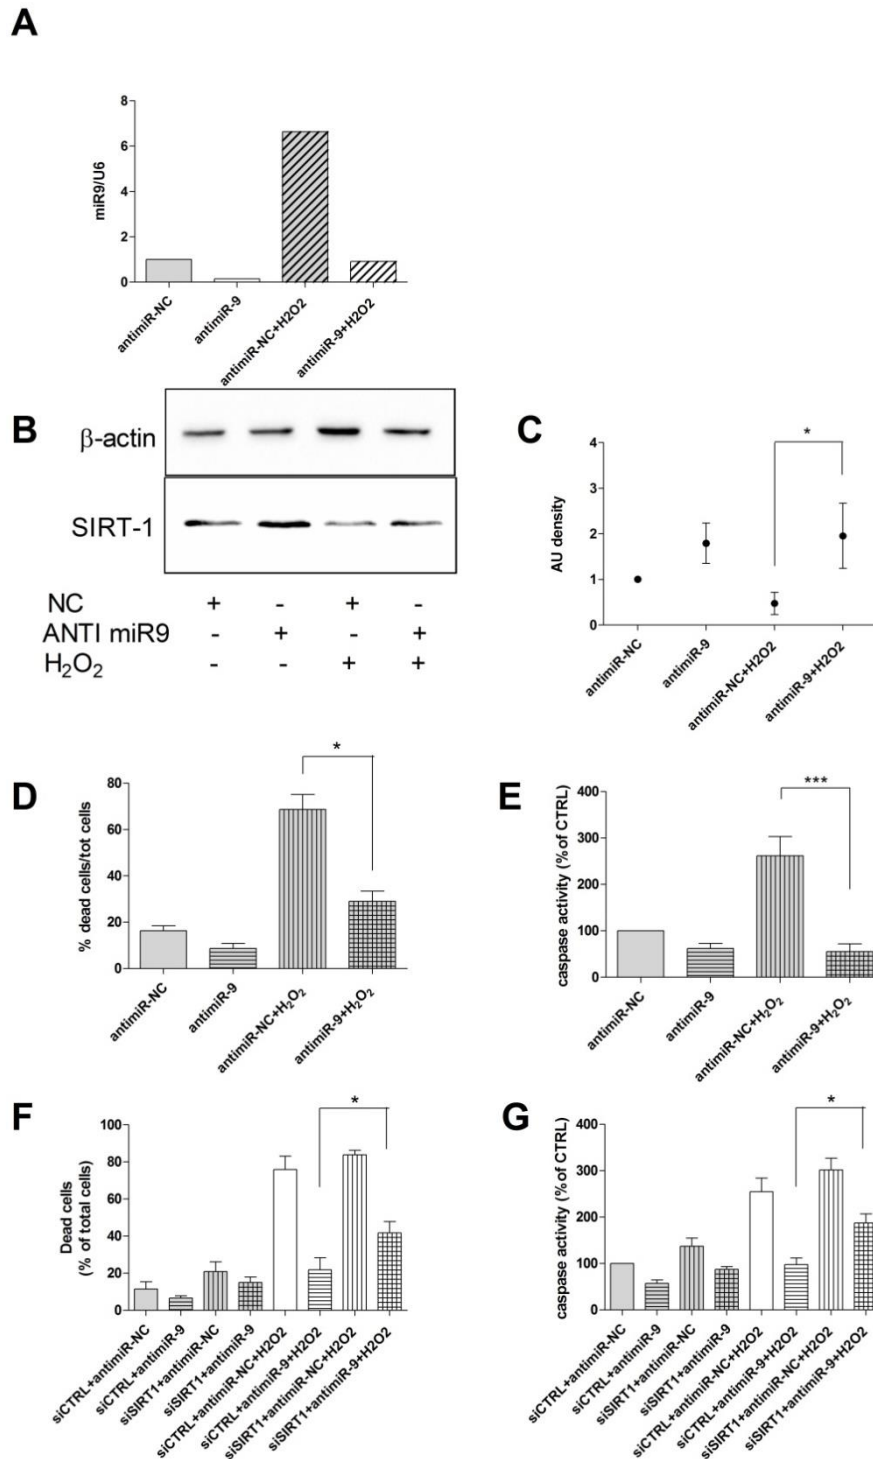 A
miR9/U6
8
6
4
2
0
antimiR-NC
antimiR-9
antimiR-NC+H2O2
antimiR-9+H2O2
B
β-actin
SIRT-1
NC + - + -
ANTI miR9 - + - +
H₂O₂ - - + +
C
AU density
4
3
2
1
0
*
antimiR-NC
antimiR-9
antimiR-NC+H2O2
antimiR-9+H2O2
D
% dead cells/tot cells
80
60
40
20
0
*
antimiR-NC
antimiR-9
antimiR-NC+H₂O₂
antimiR-9+H₂O₂
E
caspase activity (%of CTRL)
400
300
200
100
0
***
antimiR-NC
antimiR-9
antimiR-NC+H₂O₂
antimiR-9+H₂O₂
F
Dead cells
(% of total cells)
100
80
60
40
20
0
*
siCTRL+antimiR-NC
siCTRL+antimiR-9
siSIRT1+antimiR-NC
siSIRT1+antimiR-9
siCTRL+antimiR-NC+H2O2
siCTRL+antimiR-9+H2O2
siSIRT1+antimiR-NC+H2O2
siSIRT1+antimiR-9+H2O2
G
caspase activity (%of CTRL)
400
300
200
100
0
*
siCTRL+antimiR-NC
siCTRL+antimiR-9
siSIRT1+antimiR-NC
siSIRT1+antimiR-9
siCTRL+antimiR-NC+H2O2
siCTRL+antimiR-9+H2O2
siSIRT1+antimiR-NC+H2O2
siSIRT1+antimiR-9+H2O2